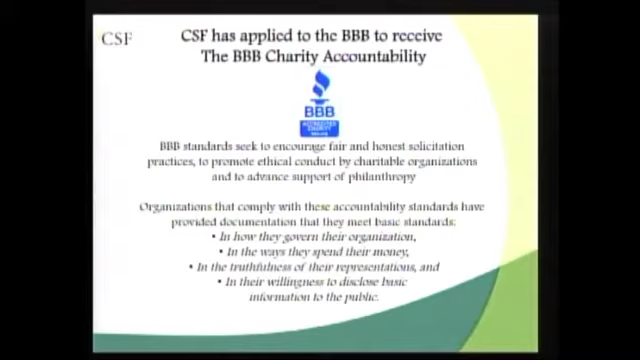 CSF
CSF has applied to the BBB to receive
The BBB Charity Accountability
BBB
ACCREDITED
CHARITY
BBB standards seek to encourage fair and honest solicitation
practices, to promote ethical conduct by charitable organizations
and to advance support of philanthropy
Organizations that comply with these accountability standards have
provided documentation that they meet basic standards:
• In how they govern their organization,
• In the ways they spend their money,
• In the truthfulness of their representations, and
• In their willingness to disclose basic
information to the public.